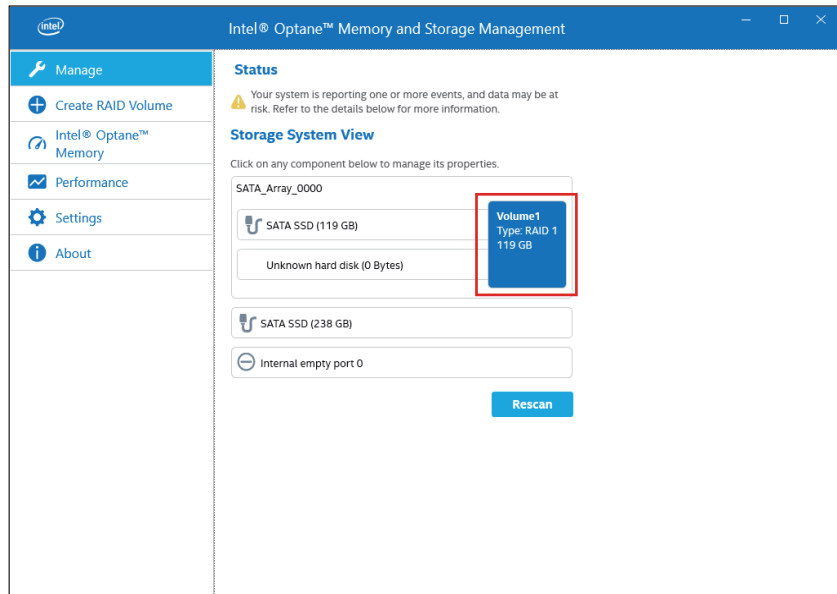 intel
Intel® Optane™ Memory and Storage Management
Manage
Create RAID Volume
Intel® Optane™
Memory
Performance
Settings
About
Status
Your system is reporting one or more events, and data may be at
risk. Refer to the details below for more information.
Storage System View
Click on any component below to manage its properties.
SATA_Array_0000
SATA SSD (119 GB)
Unknown hard disk (0 Bytes)
Volume1
Type: RAID 1
119 GB
SATA SSD (238 GB)
Internal empty port 0
Rescan